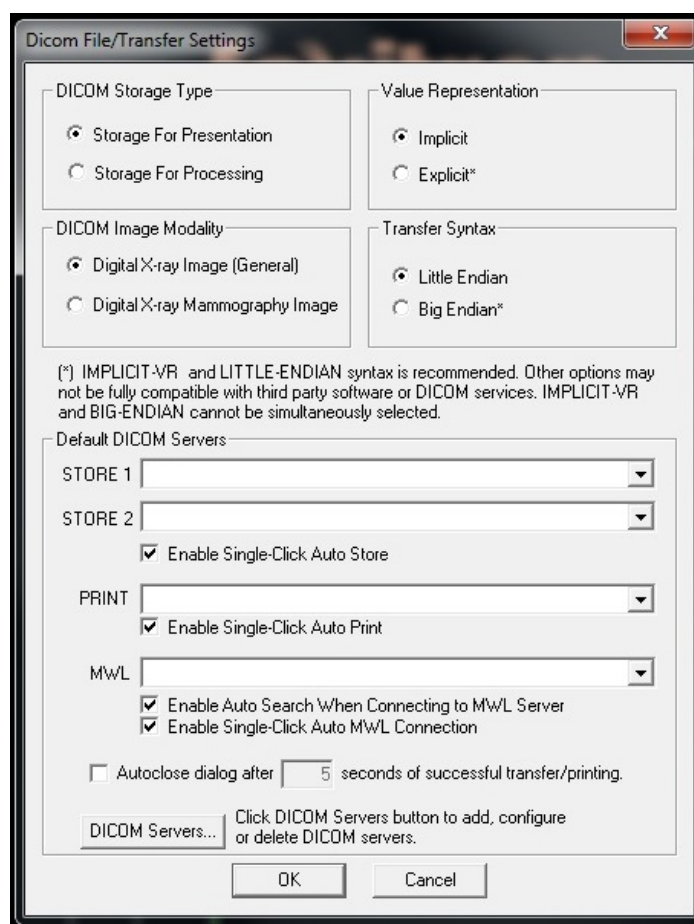 Dicom File/Transfer Settings
DICOM Storage Type
Storage For Presentation
Storage For Processing
Value Representation
Implicit
Explicit*
DICOM Image Modality
Digital X-ray Image (General)
Digital X-ray Mammography Image
Transfer Syntax
Little Endian
Big Endian*
(*) IMPLICIT-VR and LITTLE-ENDIAN syntax is recommended. Other options may
not be fully compatible with third party software or DICOM services. IMPLICIT-VR
and BIG-ENDIAN cannot be simultaneously selected.
Default DICOM Servers
STORE 1
STORE 2
Enable Single-Click Auto Store
PRINT
Enable Single-Click Auto Print
MWL
Enable Auto Search When Connecting to MWL Server
Enable Single-Click Auto MWL Connection
Autoclose dialog after 5 seconds of successful transfer/printing.
DICOM Servers...
Click DICOM Servers button to add, configure
or delete DICOM servers.
OK
Cancel